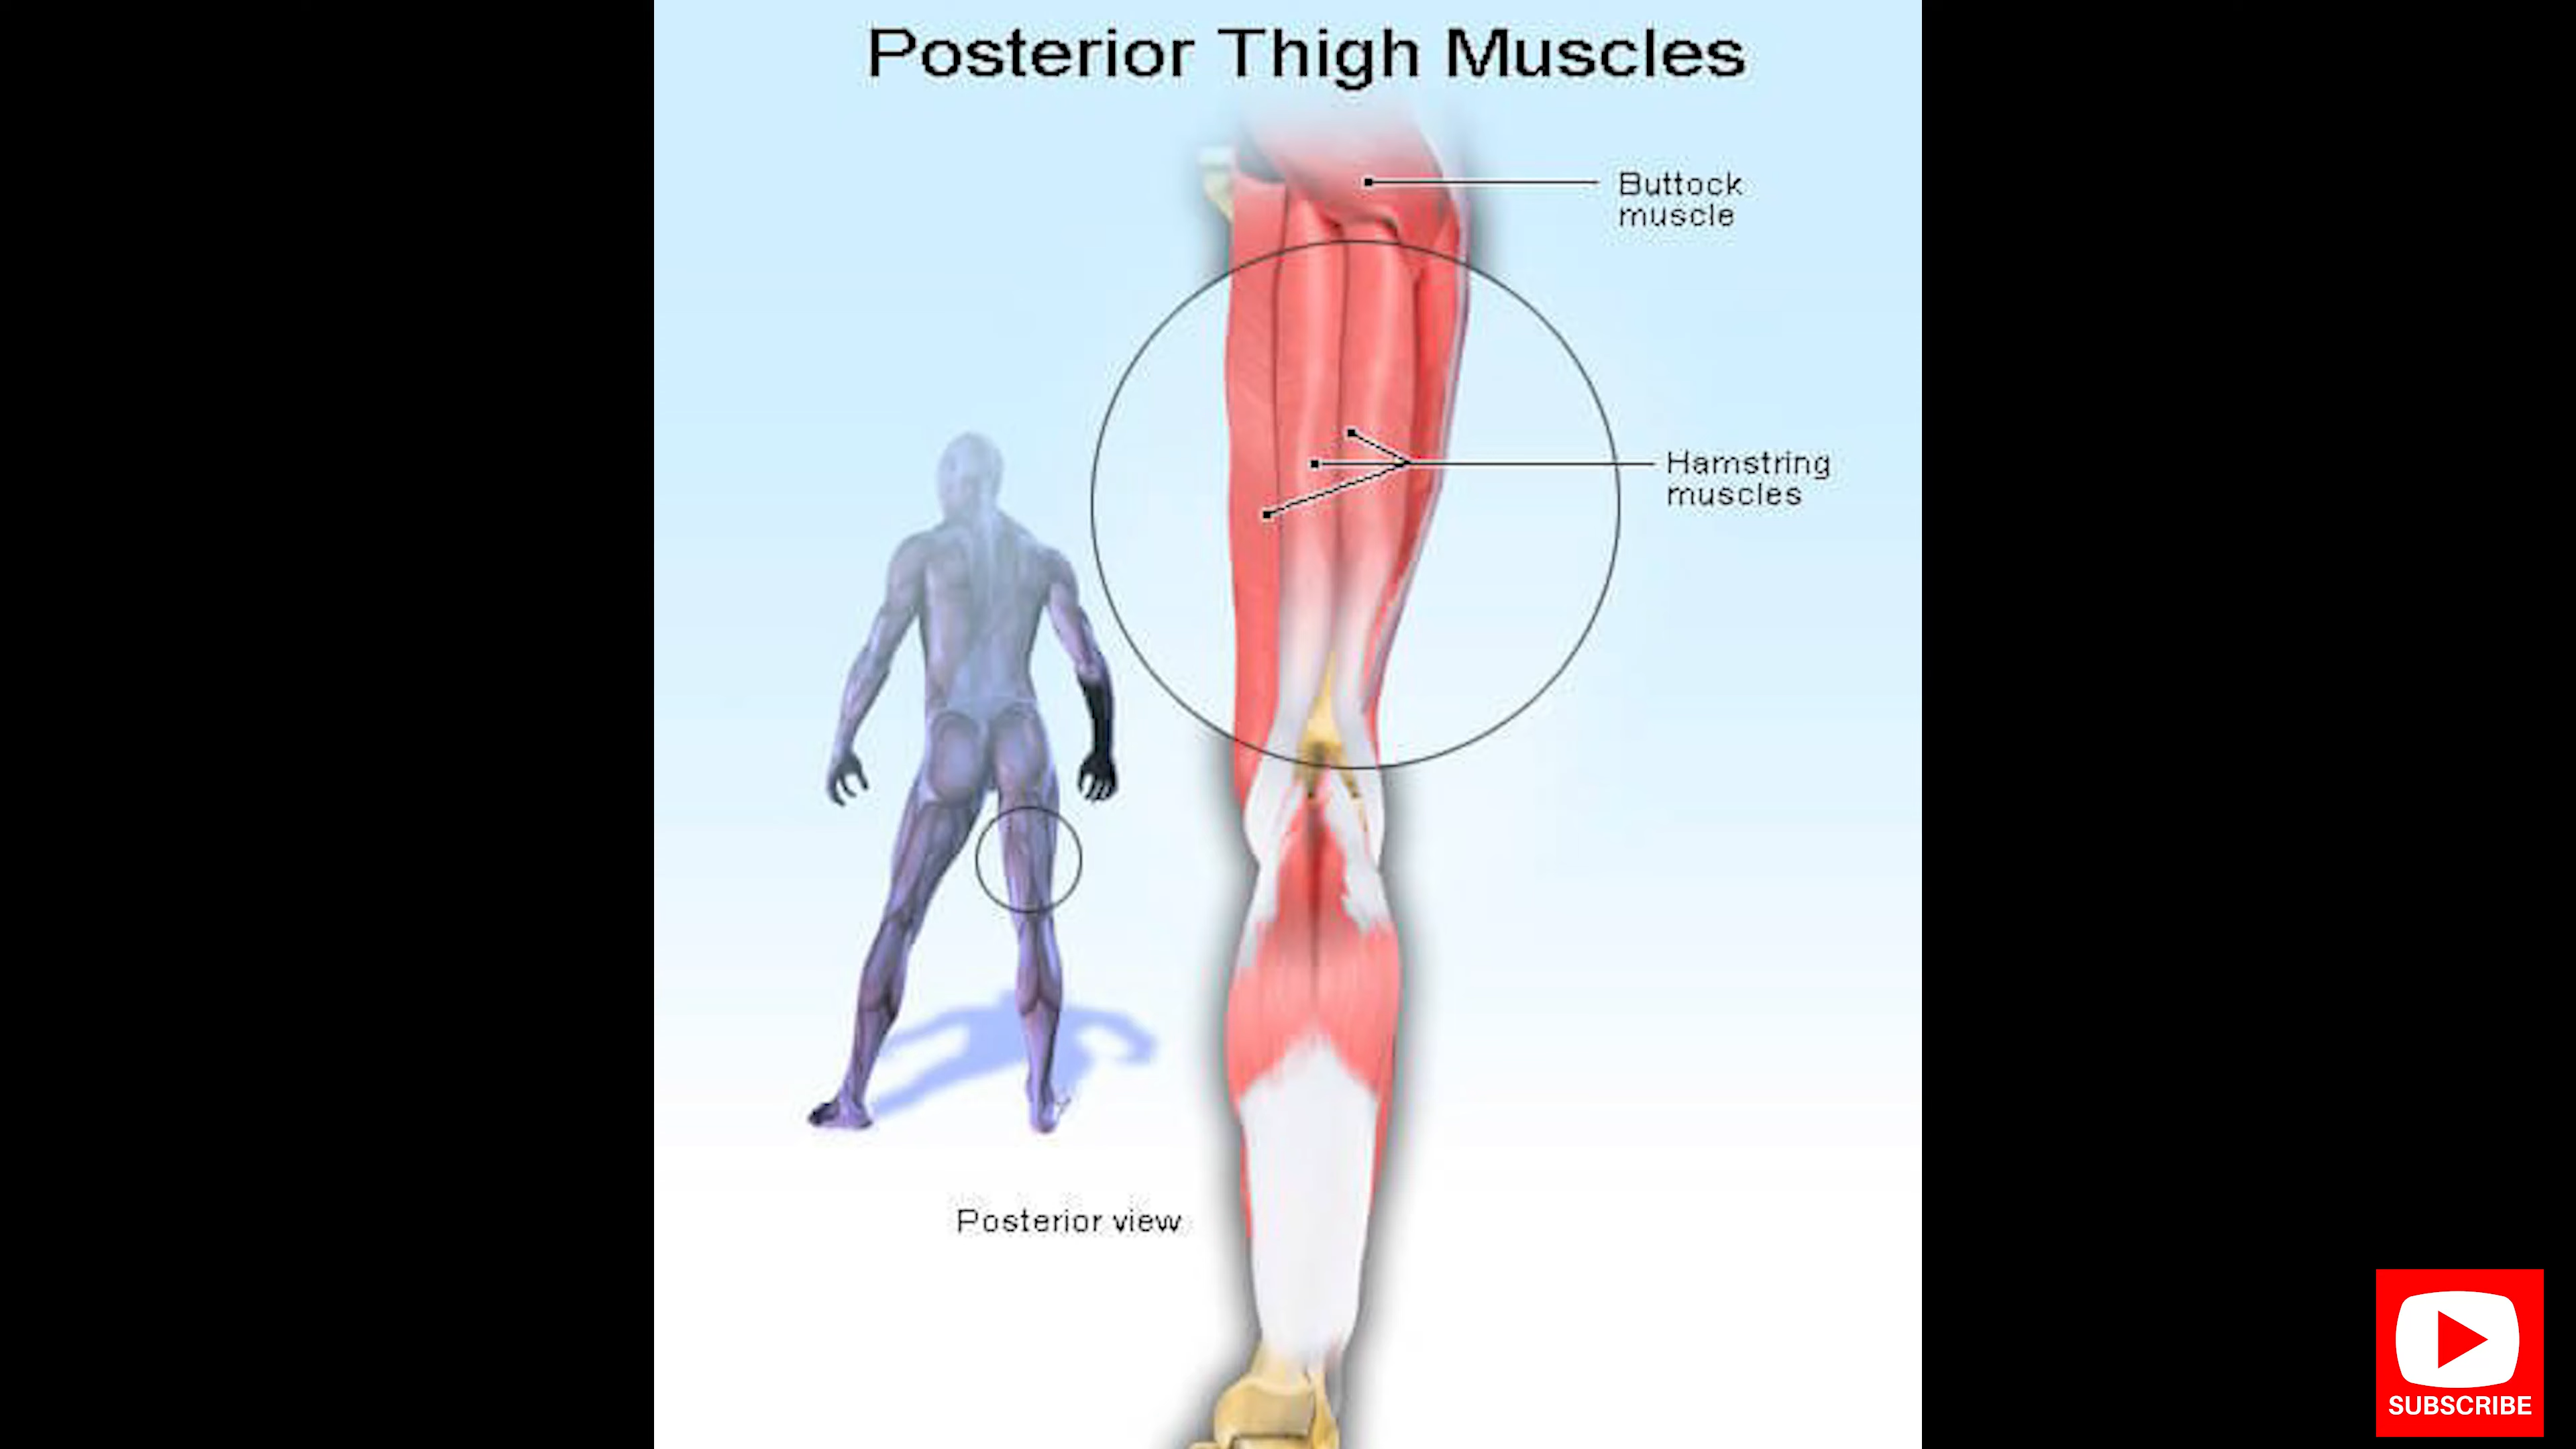 Posterior Thigh Muscles
Buttock
muscle
Hamstring
muscles
Posterior view
SUBSCRIBE